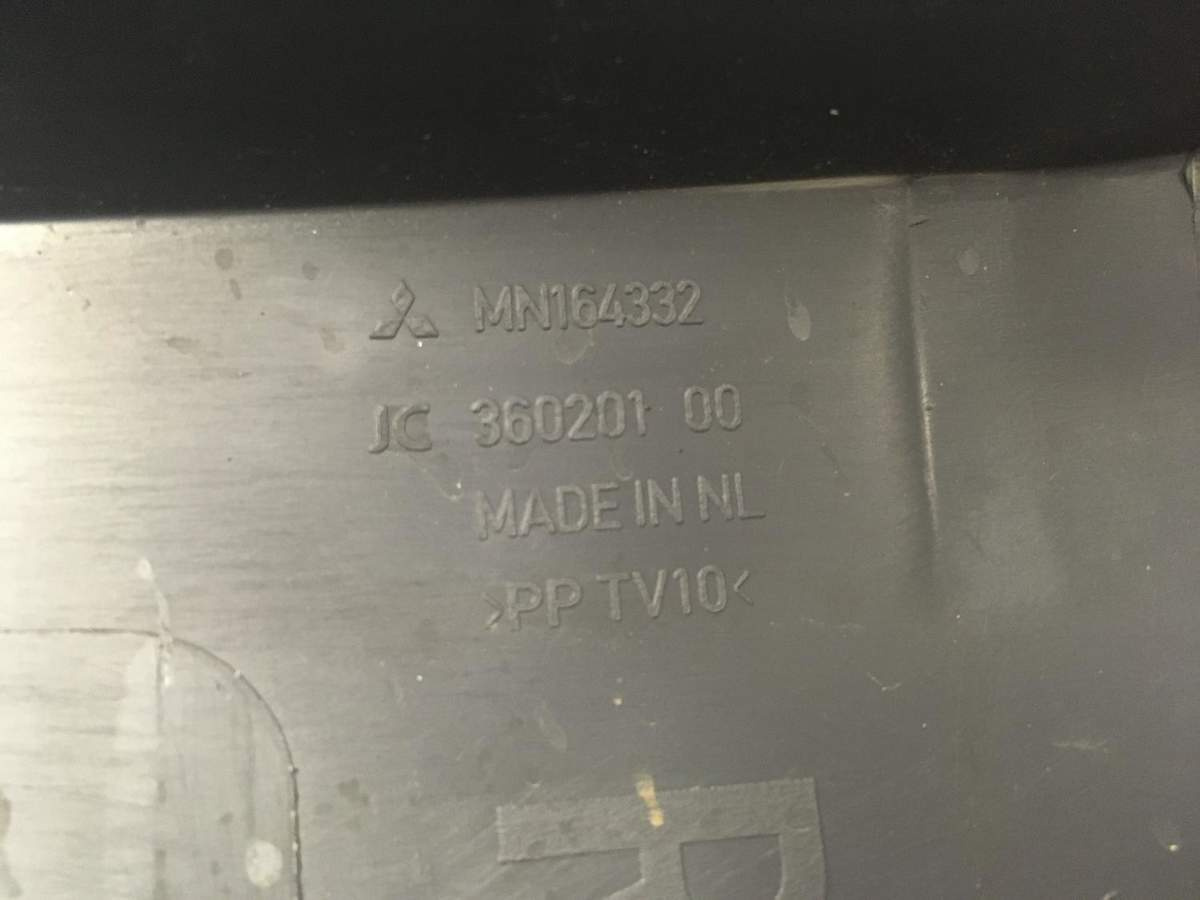 MN164332
JC 360201 00
MADE IN NL
>PP TV10<
R